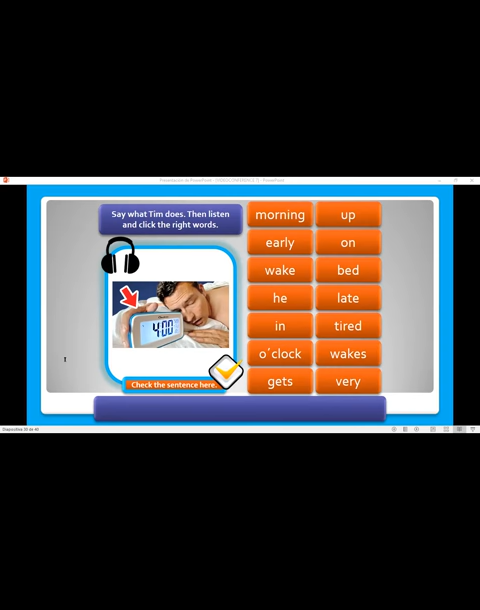 Say what Tim does. Then listen
and click the right words.
4:00
Check the sentence here.
morning up
early on
wake bed
he late
in tired
o´clock wakes
gets very